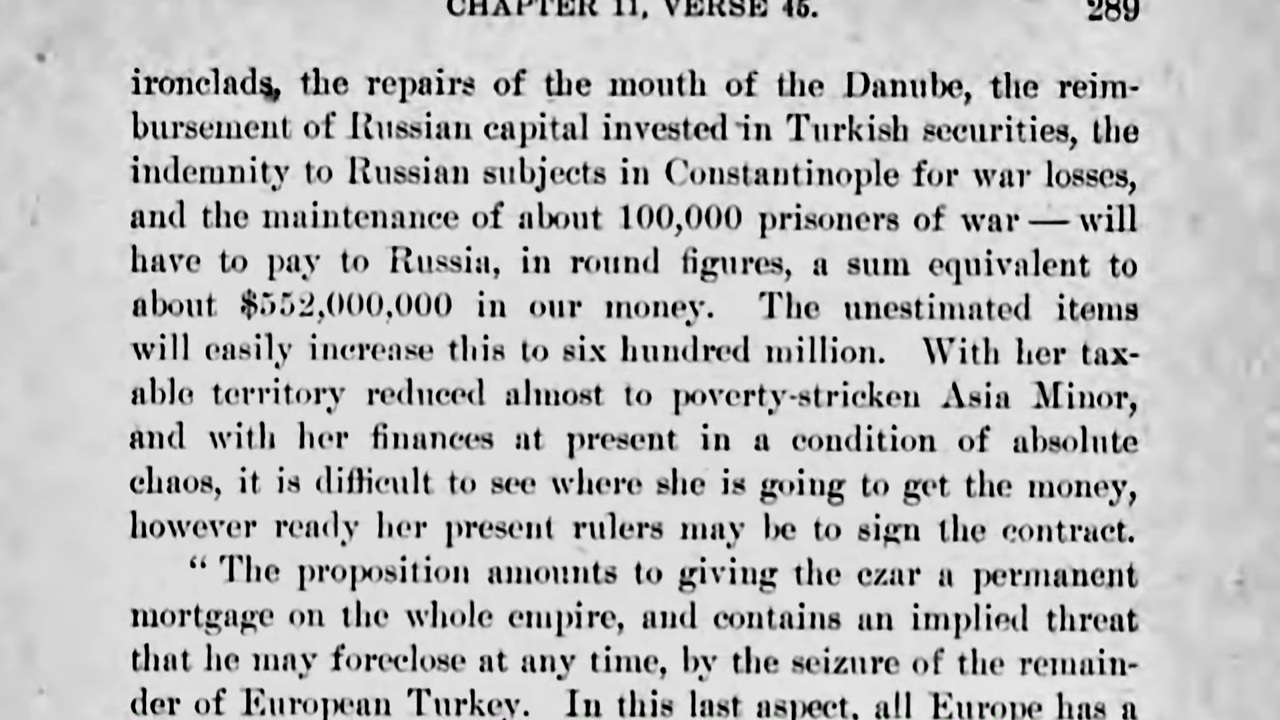 CHAPTER 11, VERSE 45. 289
ironclads, the repairs of the mouth of the Danube, the reim-
bursement of Russian capital invested in Turkish securities, the
indemnity to Russian subjects in Constantinople for war losses,
and the maintenance of about 100,000 prisoners of war — will
have to pay to Russia, in round figures, a sum equivalent to
about $552,000,000 in our money. The unestimated items
will easily increase this to six hundred million. With her tax-
able territory reduced almost to poverty-stricken Asia Minor,
and with her finances at present in a condition of absolute
chaos, it is difficult to see where she is going to get the money,
however ready her present rulers may be to sign the contract.
“ The proposition amounts to giving the czar a permanent
mortgage on the whole empire, and contains an implied threat
that he may foreclose at any time, by the seizure of the remain-
der of European Turkey. In this last aspect, all Europe has a